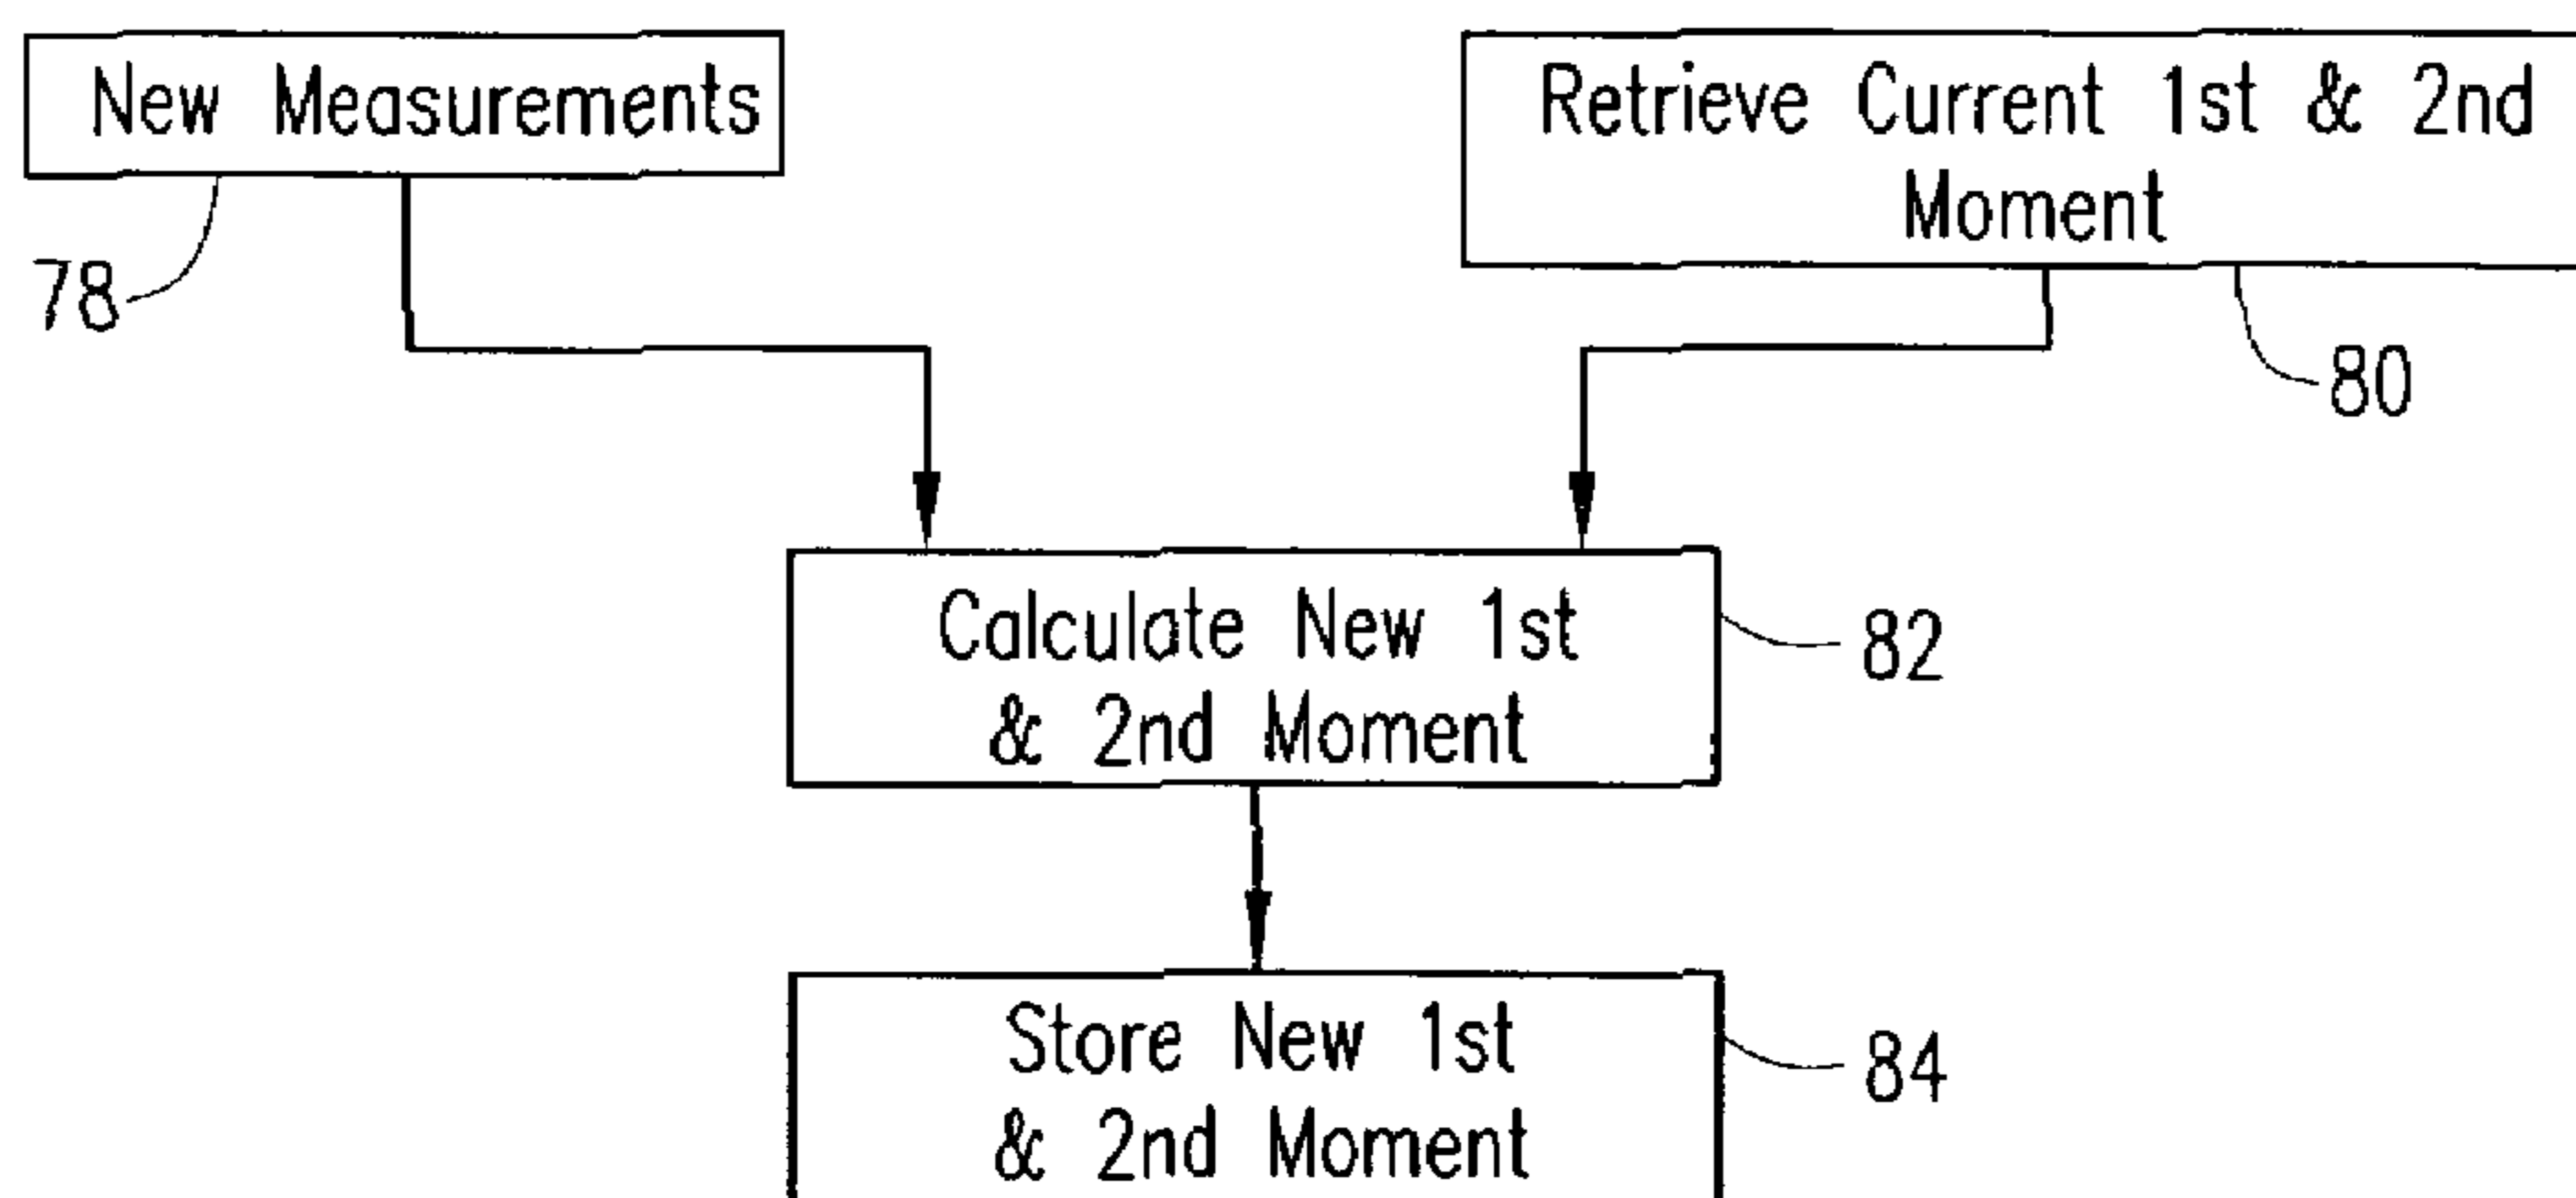 New Measurements
Retrieve Current 1st & 2nd
Moment
78
80
Calculate New 1st
& 2nd Moment
82
Store New 1st
& 2nd Moment
84